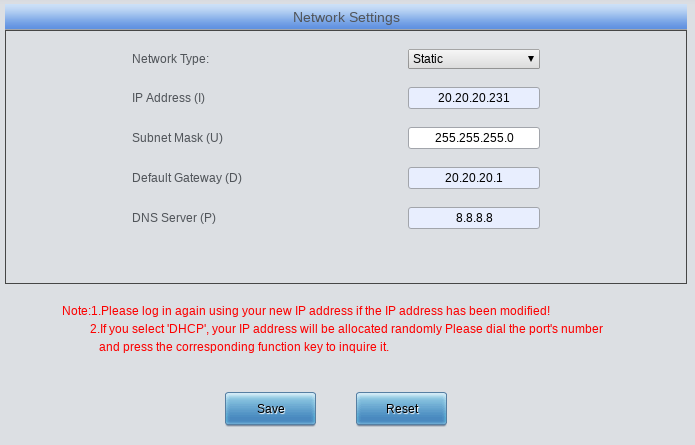 Network Settings
Network Type: Static
IP Address (I) 20.20.20.231
Subnet Mask (U) 255.255.255.0
Default Gateway (D) 20.20.20.1
DNS Server (P) 8.8.8.8
Note:1.Please log in again using your new IP address if the IP address has been modified!
2.If you select 'DHCP', your IP address will be allocated randomly Please dial the port's number
and press the corresponding function key to inquire it.
Save Reset